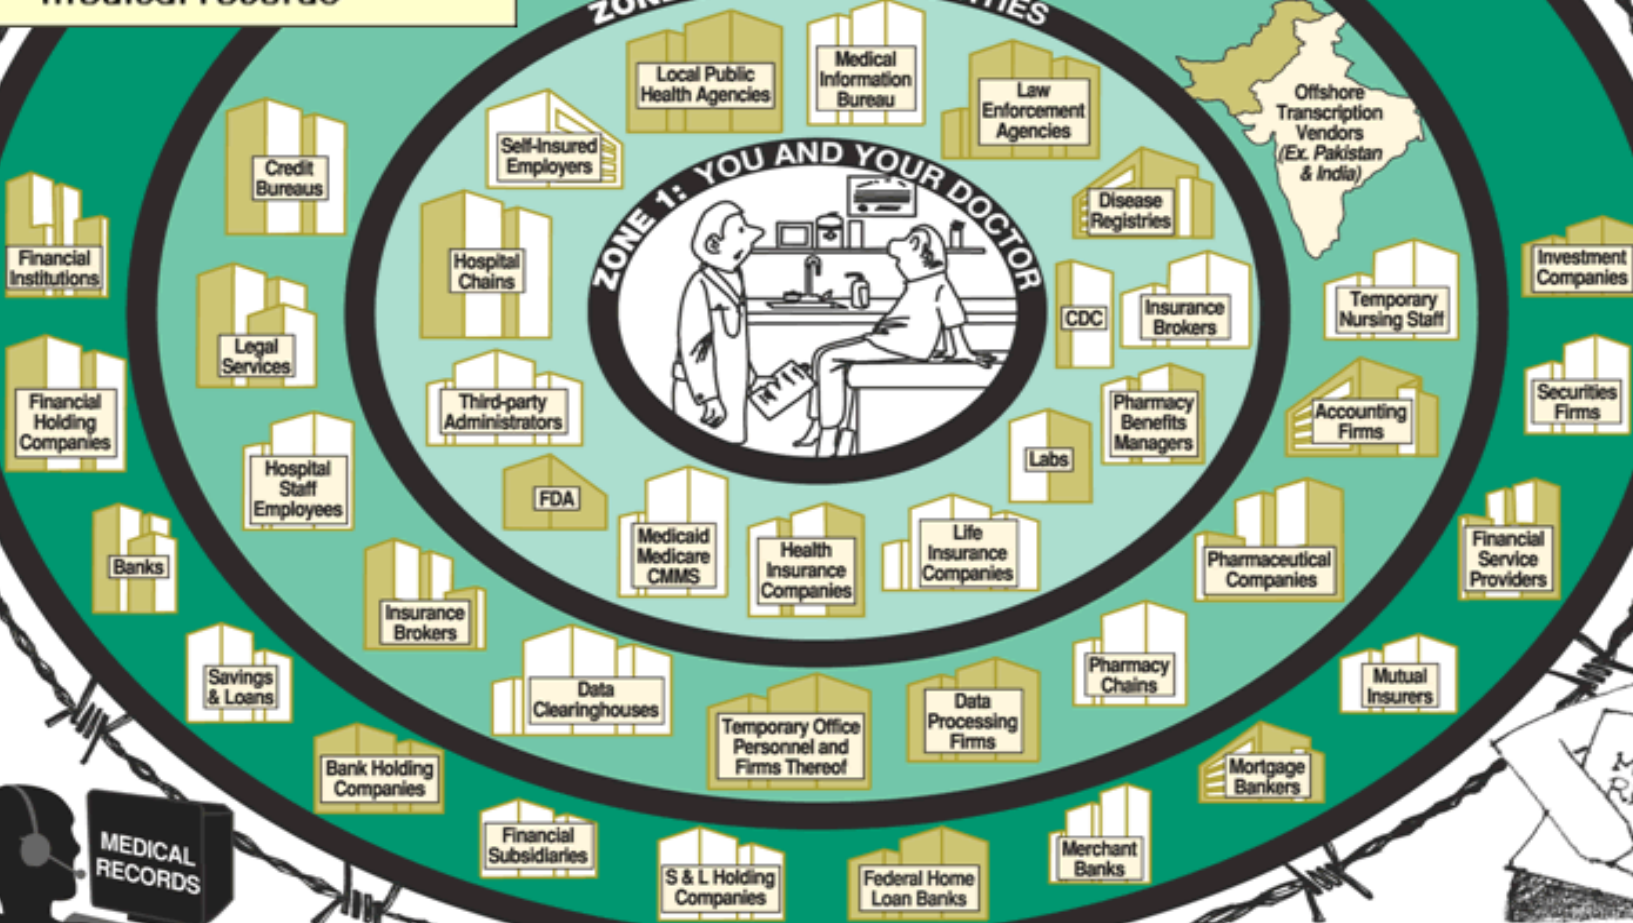 medical records
ZONE
TIES
Local Public
Health Agencies
Medical
Information
Bureau
Law
Enforcement
Agencies
Offshore
Transcription
Vendors
(Ex. Pakistan
& India)
Self-Insured
Employers
Credit
Bureaus
ZONE 1: YOU AND YOUR DOCTOR
Disease
Registries
Financial
Institutions
Hospital
Chains
Investment
Companies
CDC
Insurance
Brokers
Temporary
Nursing Staff
Legal
Services
Financial
Holding
Companies
Third-party
Administrators
Pharmacy
Benefits
Managers
Accounting
Firms
Securities
Firms
Labs
Hospital
Staff
Employees
FDA
Medicaid
Medicare
CMMS
Health
Insurance
Companies
Life
Insurance
Companies
Pharmaceutical
Companies
Financial
Service
Providers
Banks
Insurance
Brokers
Savings
& Loans
Data
Clearinghouses
Temporary Office
Personnel and
Firms Thereof
Data
Processing
Firms
Pharmacy
Chains
Mutual
Insurers
Bank Holding
Companies
Mortgage
Bankers
Financial
Subsidiaries
S & L Holding
Companies
Federal Home
Loan Banks
Merchant
Banks
MEDICAL
RECORDS